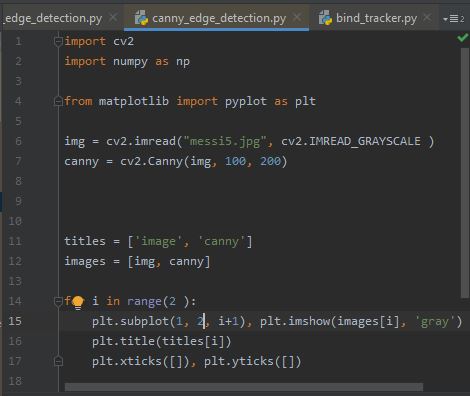 _edge_detection.py canny_edge_detection.py bind_tracker.py 2
1 import cv2
2 import numpy as np
3
4 from matplotlib import pyplot as plt
5
6 img = cv2.imread("messi5.jpg", cv2.IMREAD_GRAYSCALE )
7 canny = cv2.Canny(img, 100, 200)
8
9
10
11 titles = ['image', 'canny']
12 images = [img, canny]
13
14 f i in range(2 ):
15 plt.subplot(1, 2, i+1), plt.imshow(images[i], 'gray')
16 plt.title(titles[i])
17 plt.xticks([]), plt.yticks([])
18